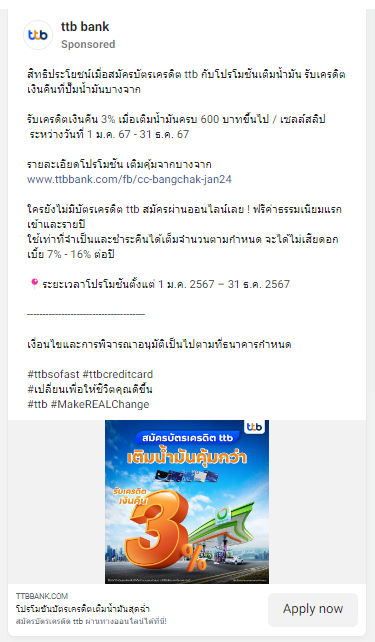 ttb bank
Sponsored
สิทธิประโยชน์เมื่อสมัครบัตรเครดิต ttb กับโปรโมชันเติมน้ำมัน รับเครดิต
เงินคืนที่ปั๊มน้ำมันบางจาก
รับเครดิตเงินคืน 3% เมื่อเติมน้ำมันครบ 600 บาทขึ้นไป / เซลล์สลิป
ระหว่างวันที่ 1 ม.ค. 67 - 31 ธ.ค. 67
รายละเอียดโปรโมชัน เติมคุ้มจากบางจาก
www.ttbbank.com/fb/cc-bangchak-jan24
ใครยังไม่มีบัตรเครดิต ttb สมัครผ่านออนไลน์เลย ! ฟรีค่าธรรมเนียมแรก
เข้าและรายปี
ใช้เท่าที่จำเป็นและชำระคืนได้เต็มจำนวนตามกำหนด จะได้ไม่เสียดอก
เบี้ย 7% - 16% ต่อปี
📍ระยะเวลาโปรโมชันตั้งแต่ 1 ม.ค. 2567 – 31 ธ.ค. 2567
----------------------------------------
เงื่อนไขและการพิจารณาอนุมัติเป็นไปตามที่ธนาคารกำหนด
#ttbsofast #ttbcreditcard
#เปลี่ยนเพื่อให้ชีวิตคุณดีขึ้น
#ttb #MakeREALChange
ttb
สมัครบัตรเครดิต ttb
เติมน้ำมันคุ้มกว่า
รับเครดิต
เงินคืน
3%
TTBBANK.COM
โปรโมชันบัตรเครดิตเติมน้ำมันสุดฉ่ำ
สมัครบัตรเครดิต ttb ผ่านทางออนไลน์ได้ที่นี่!
Apply now